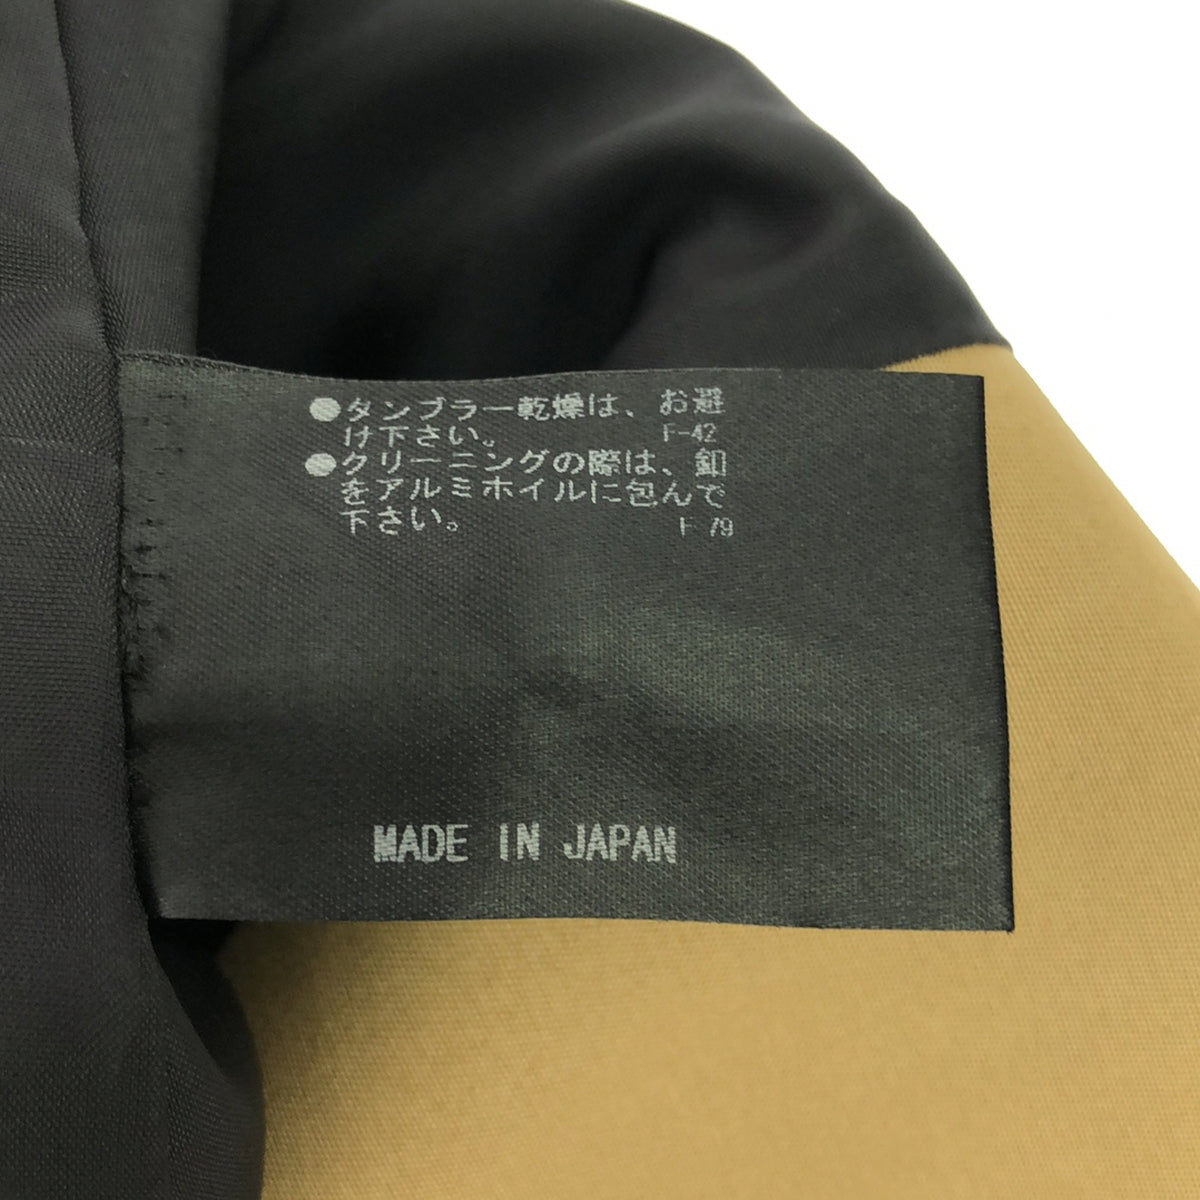 ●タンブラー乾燥は、お避
け下さい。 F-42
●クリーニングの際は、釦
をアルミホイルに包んで
下さい。 F-79
MADE IN JAPAN